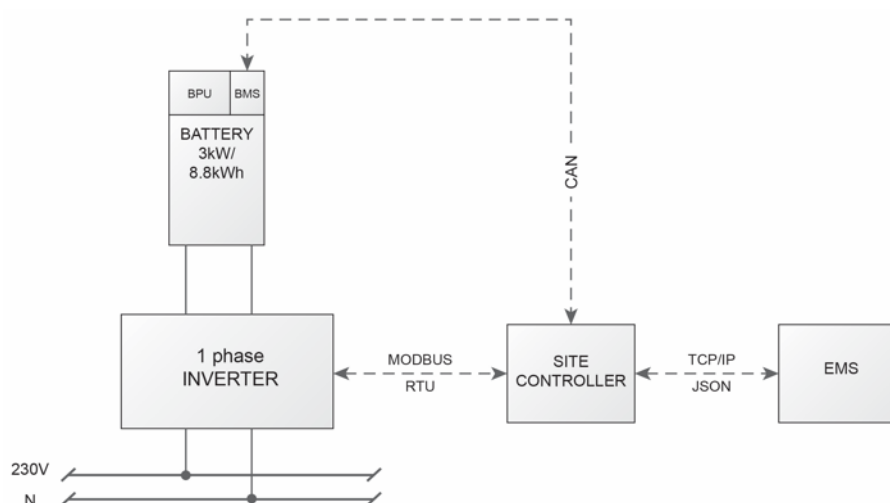 BPU
BMS
BATTERY
3kW/
8.8kWh
CAN
1 phase
INVERTER
MODBUS
RTU
SITE
CONTROLLER
TCP/IP
JSON
EMS
230V
N